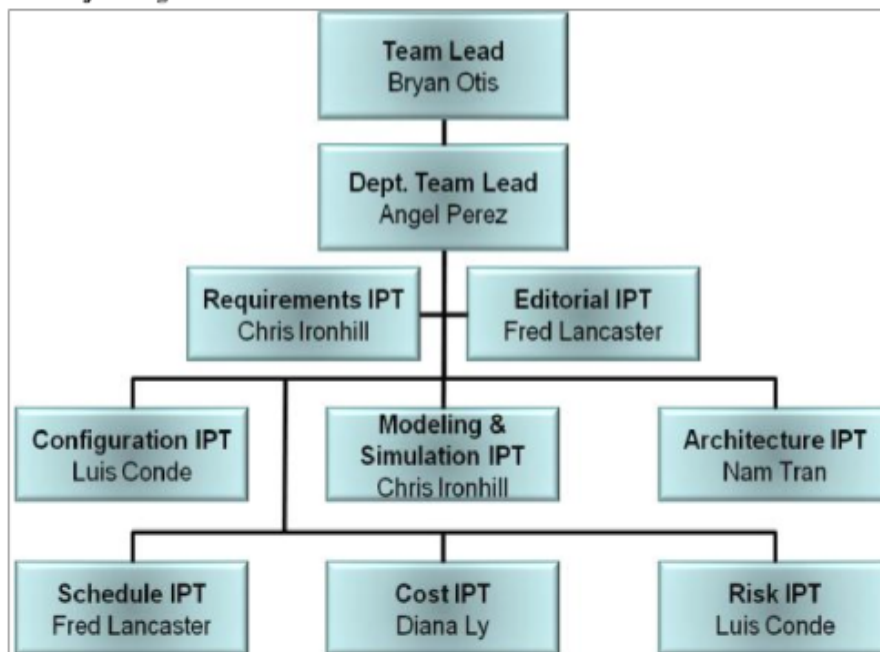 Team Lead
Bryan Otis
Dept. Team Lead
Angel Perez
Requirements IPT
Chris Ironhill
Editorial IPT
Fred Lancaster
Configuration IPT
Luis Conde
Modeling &
Simulation IPT
Chris Ironhill
Architecture IPT
Nam Tran
Schedule IPT
Fred Lancaster
Cost IPT
Diana Ly
Risk IPT
Luis Conde